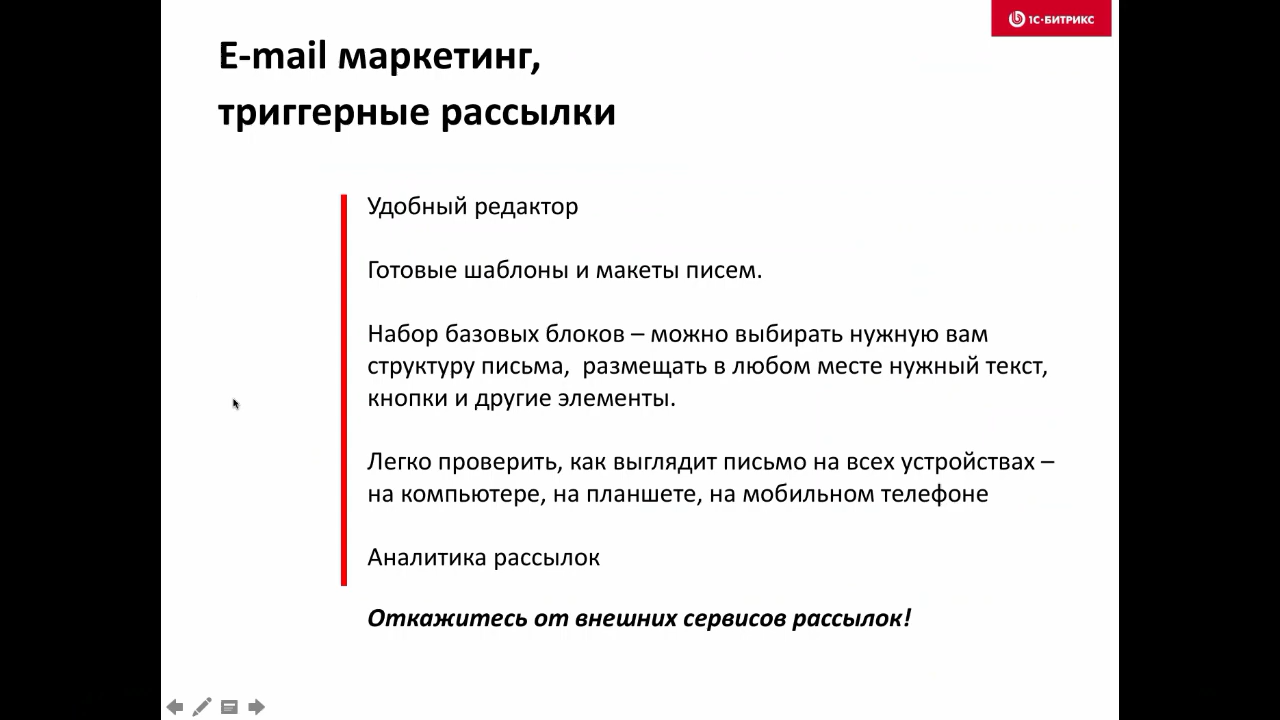 1С-БИТРИКС
E-mail маркетинг,
триггерные рассылки
Удобный редактор
Готовые шаблоны и макеты писем.
Набор базовых блоков – можно выбирать нужную вам
структуру письма,  размещать в любом месте нужный текст,
кнопки и другие элементы.
Легко проверить, как выглядит письмо на всех устройствах –
на компьютере, на планшете, на мобильном телефоне
Аналитика рассылок
Откажитесь от внешних сервисов рассылок!